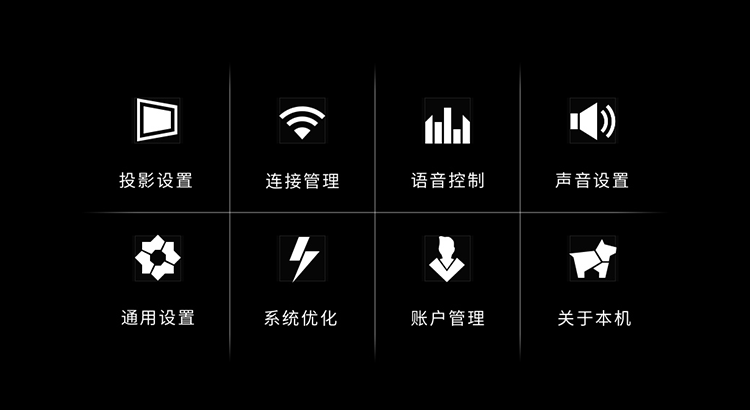 投影设置
连接管理
语音控制
声音设置
通用设置
系统优化
账户管理
关于本机